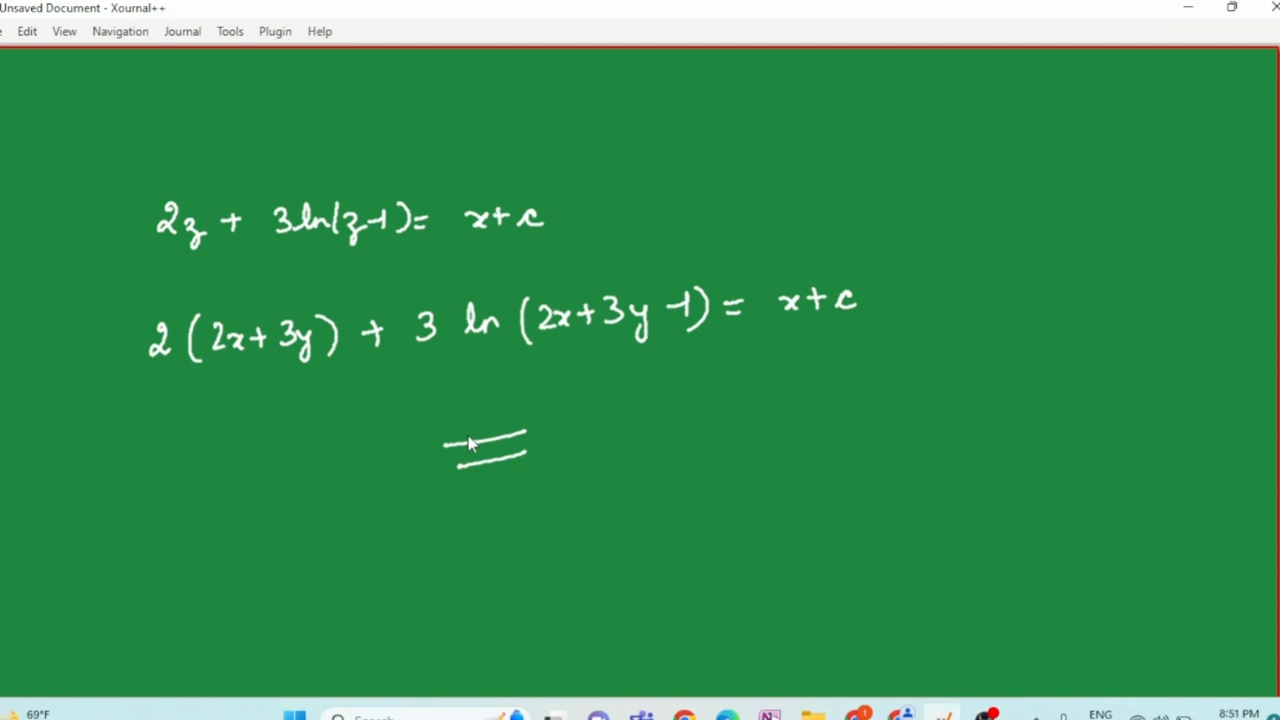 Unsaved Document - Xournal++
Edit View Navigation Journal Tools Plugin Help
2z + 3ln(z-1)= x+c
2(2x+3y) + 3 ln(2x+3y-1)= x+c
69°F
Search
ENG
8:51 PM